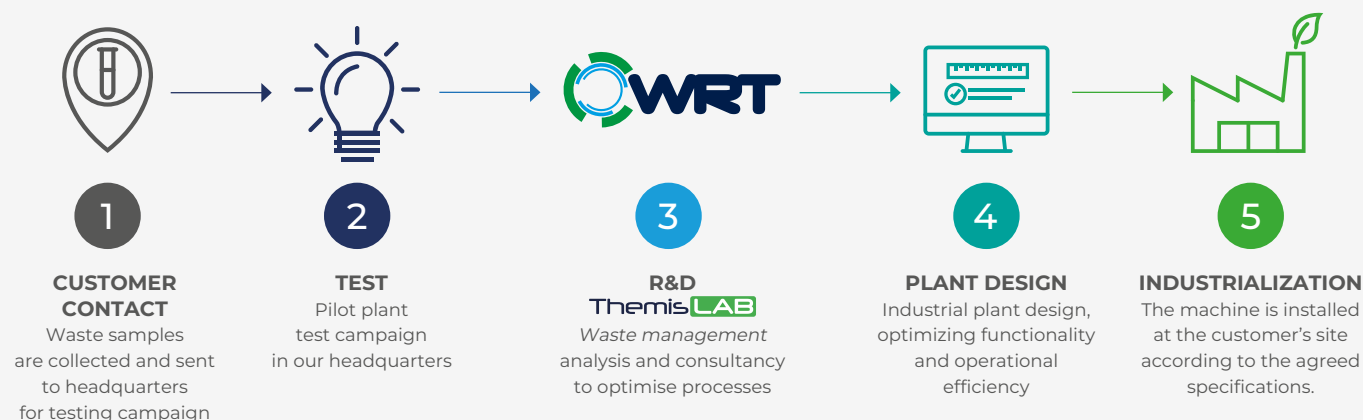 WRT
1
CUSTOMER
CONTACT
Waste samples
are collected and sent
to headquarters
for testing campaign
2
TEST
Pilot plant
test campaign
in our headquarters
3
R&D
ThemisLAB
Waste management
analysis and consultancy
to optimise processes
4
PLANT DESIGN
Industrial plant design,
optimizing functionality
and operational
efficiency
5
INDUSTRIALIZATION
The machine is installed
at the customer’s site
according to the agreed
specifications.